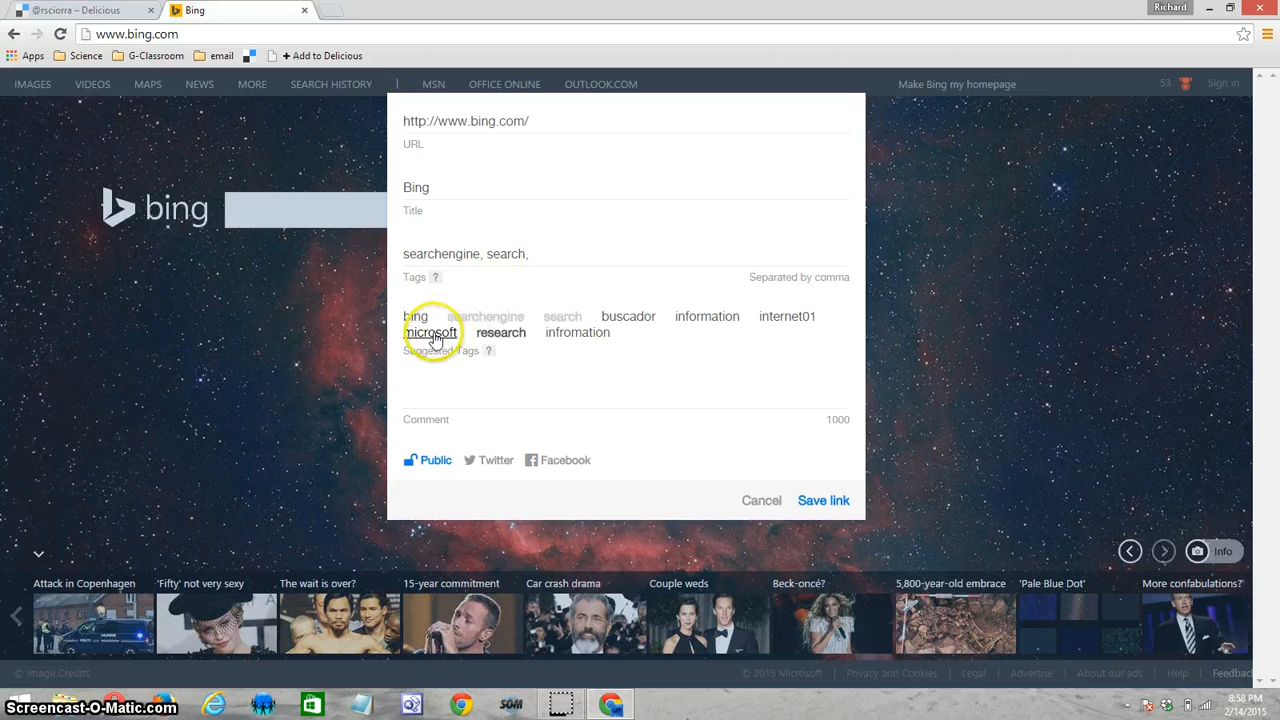 @rsciorra – Delicious
Bing
Richard
www.bing.com
Apps Science G-Classroom email + Add to Delicious
IMAGES VIDEOS MAPS NEWS MORE SEARCH HISTORY | MSN OFFICE ONLINE OUTLOOK.COM Make Bing my homepage 53 Sign in
http://www.bing.com/
URL
bing
Bing
Title
searchengine, search,
Tags ? Separated by comma
bing searchengine search buscador information internet01
microsoft research infromation
Suggested Tags ?
Comment 1000
Public Twitter Facebook
Cancel Save link
Info
Attack in Copenhagen 'Fifty' not very sexy The wait is over? 15-year commitment Car crash drama Couple weds Beck-oncé? 5,800-year-old embrace 'Pale Blue Dot' More confabulations?'
Image Credits © 2015 Microsoft | Privacy and Cookies | Legal | Advertise | About our ads | Help | Feedbac
SOM
8:58 PM
2/14/2015
Screencast-O-Matic.com